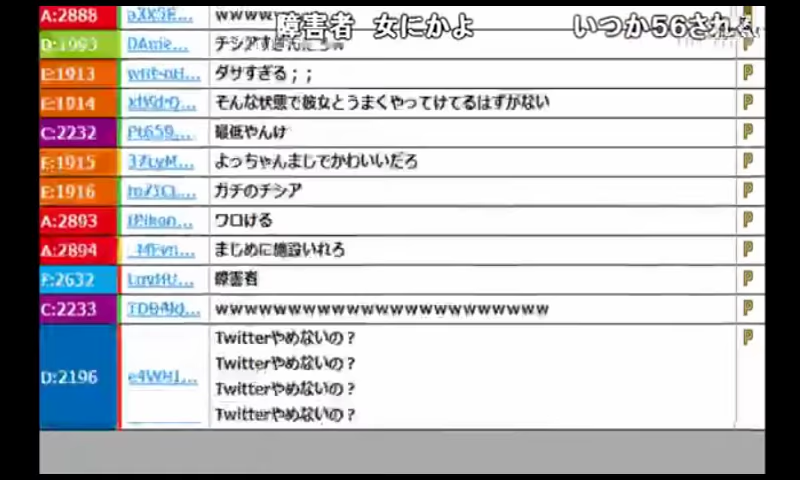 A:2888 wwwww
障害者 女にかよ いつか56される
D:1993 DAmie...
E:1913 ダサすぎる；；
E:1914 そんな状態で彼女とうまくやってけてるはずがない
C:2232 Pt659... 最低やんけ
E:1915 よっちゃんましでかわいいだろ
E:1916 ガチのチシア
A:2893 ワロける
A:2894 まじめに施設いれろ
F:2632 障害者
C:2233 wwwwwwwwwwwwwwwwwwwwwww
Twitterやめないの？
Twitterやめないの？
D:2196 e4WH1...
Twitterやめないの？
Twitterやめないの？